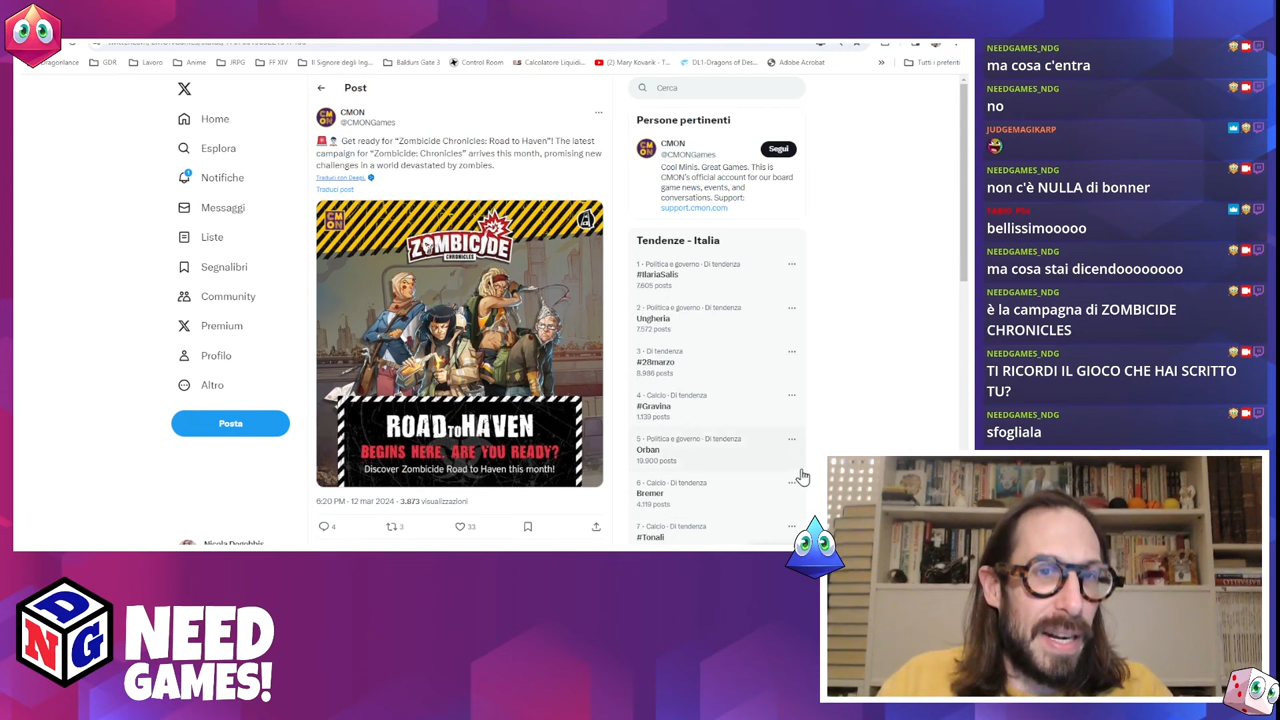 Dragonlance
GDR
Lavoro
Anime
JRPG
FF XIV
Il Signore degli Ing...
Baldurs Gate 3
Control Room
Calcolatore Liquidi...
(2) Mary Kovarik - T...
DL1-Dragons of Des...
Adobe Acrobat
»
Tutti i preferiti
Home
Esplora
Notifiche
Messaggi
Liste
Segnalibri
Community
Premium
Profilo
Altro
Posta
Post
CMON
@CMONGames
Get ready for “Zombicide Chronicles: Road to Haven”! The latest
campaign for “Zombicide: Chronicles” arrives this month, promising new
challenges in a world devastated by zombies.
Traduci con DeepL
Traduci post
CMON
ZOMBICIDE
CHRONICLES
ROAD TO HAVEN
BEGINS HERE. ARE YOU READY?
Discover Zombicide Road to Haven this month!
6:20 PM · 12 mar 2024 · 3.873 visualizzazioni
4
3
33
Cerca
Persone pertinenti
CMON
@CMONGames
Segui
Cool Minis. Great Games. This is
CMON's official account for our board
game news, events, and
announcements. Support:
support.cmon.com
Tendenze - Italia
1 · Politica e governo · Di tendenza
#IlariaSalis
7.605 posts
2 · Politica e governo · Di tendenza
Ungheria
7.572 posts
3 · Di tendenza
#28marzo
8.986 posts
4 · Calcio · Di tendenza
#Gravina
1.139 posts
5 · Politica e governo · Di tendenza
Orban
19.900 posts
6 · Calcio · Di tendenza
Bremer
4.119 posts
7 · Calcio · Di tendenza
#Tonali
NEEDGAMES_NDG
ma cosa c'entra
NEEDGAMES_NDG
no
JUDGEMAGIKARP
NEEDGAMES_NDG
non c'è NULLA di bonner
bellissimooooo
NEEDGAMES_NDG
ma cosa stai dicendoooooooo
NEEDGAMES_NDG
è la campagna di ZOMBICIDE
CHRONICLES
NEEDGAMES_NDG
TI RICORDI IL GIOCO CHE HAI SCRITTO
TU?
NEEDGAMES_NDG
sfogliala
NDG
NEED
GAMES!